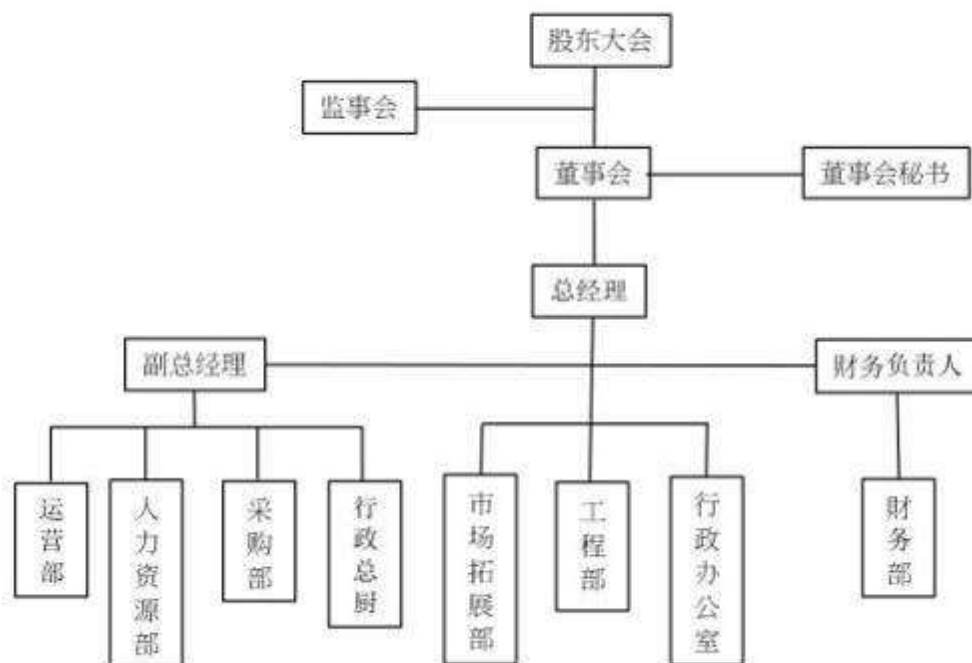 股东大会
监事会
董事会
董事会秘书
总经理
副总经理
财务负责人
运营部
人力资源部
采购部
行政总厨
市场拓展部
工程部
行政办公室
财务部